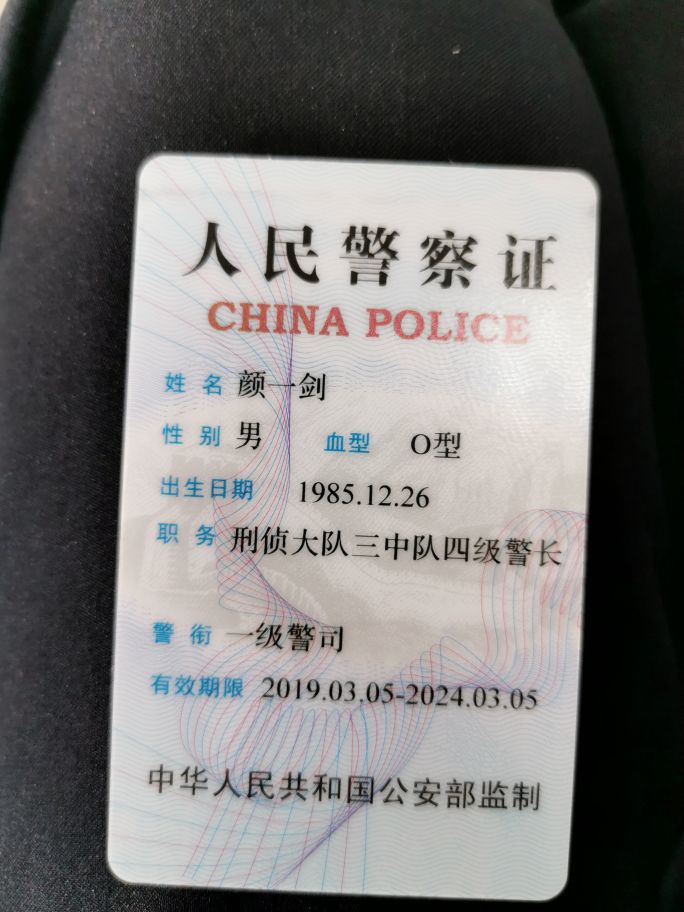 人民警察证
CHINA POLICE
姓 名 颜一剑
性 别 男 血型 O型
出生日期 1985.12.26
职 务 刑侦大队三中队四级警长
警 衔 一级警司
有效期限 2019.03.05-2024.03.05
中华人民共和国公安部监制